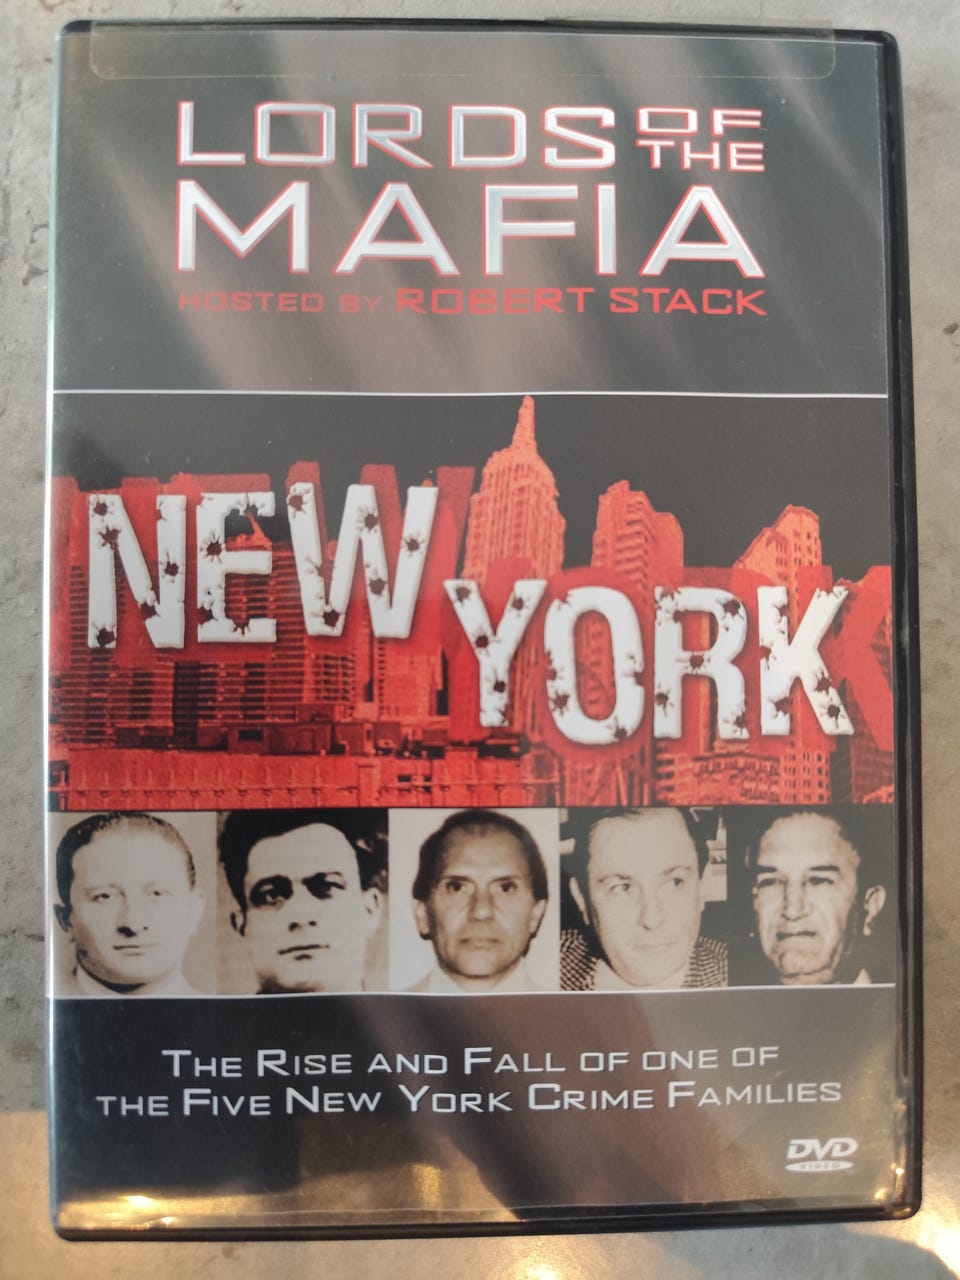 LORDS OF THE
MAFIA
HOSTED BY ROBERT STACK
NEW
YORK
THE RISE AND FALL OF ONE OF
THE FIVE NEW YORK CRIME FAMILIES
DVD
VIDEO